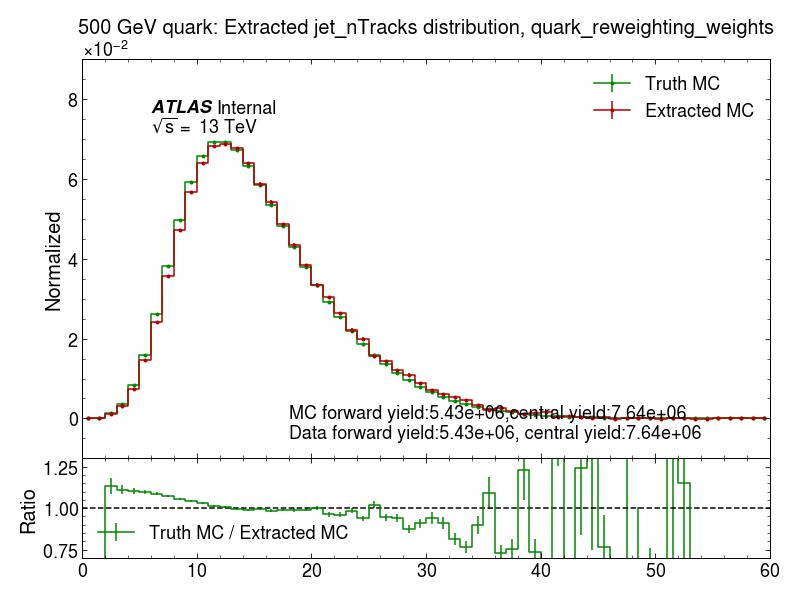 500 GeV quark: Extracted jet_nTracks distribution, quark_reweighting_weights
×10⁻²
ATLAS Internal
√s = 13 TeV
Truth MC
Extracted MC
Normalized
8
6
4
2
0
MC forward yield:5.43e+06,central yield:7.64e+06
Data forward yield:5.43e+06, central yield:7.64e+06
Ratio
1.25
1.00
0.75
Truth MC / Extracted MC
0 10 20 30 40 50 60